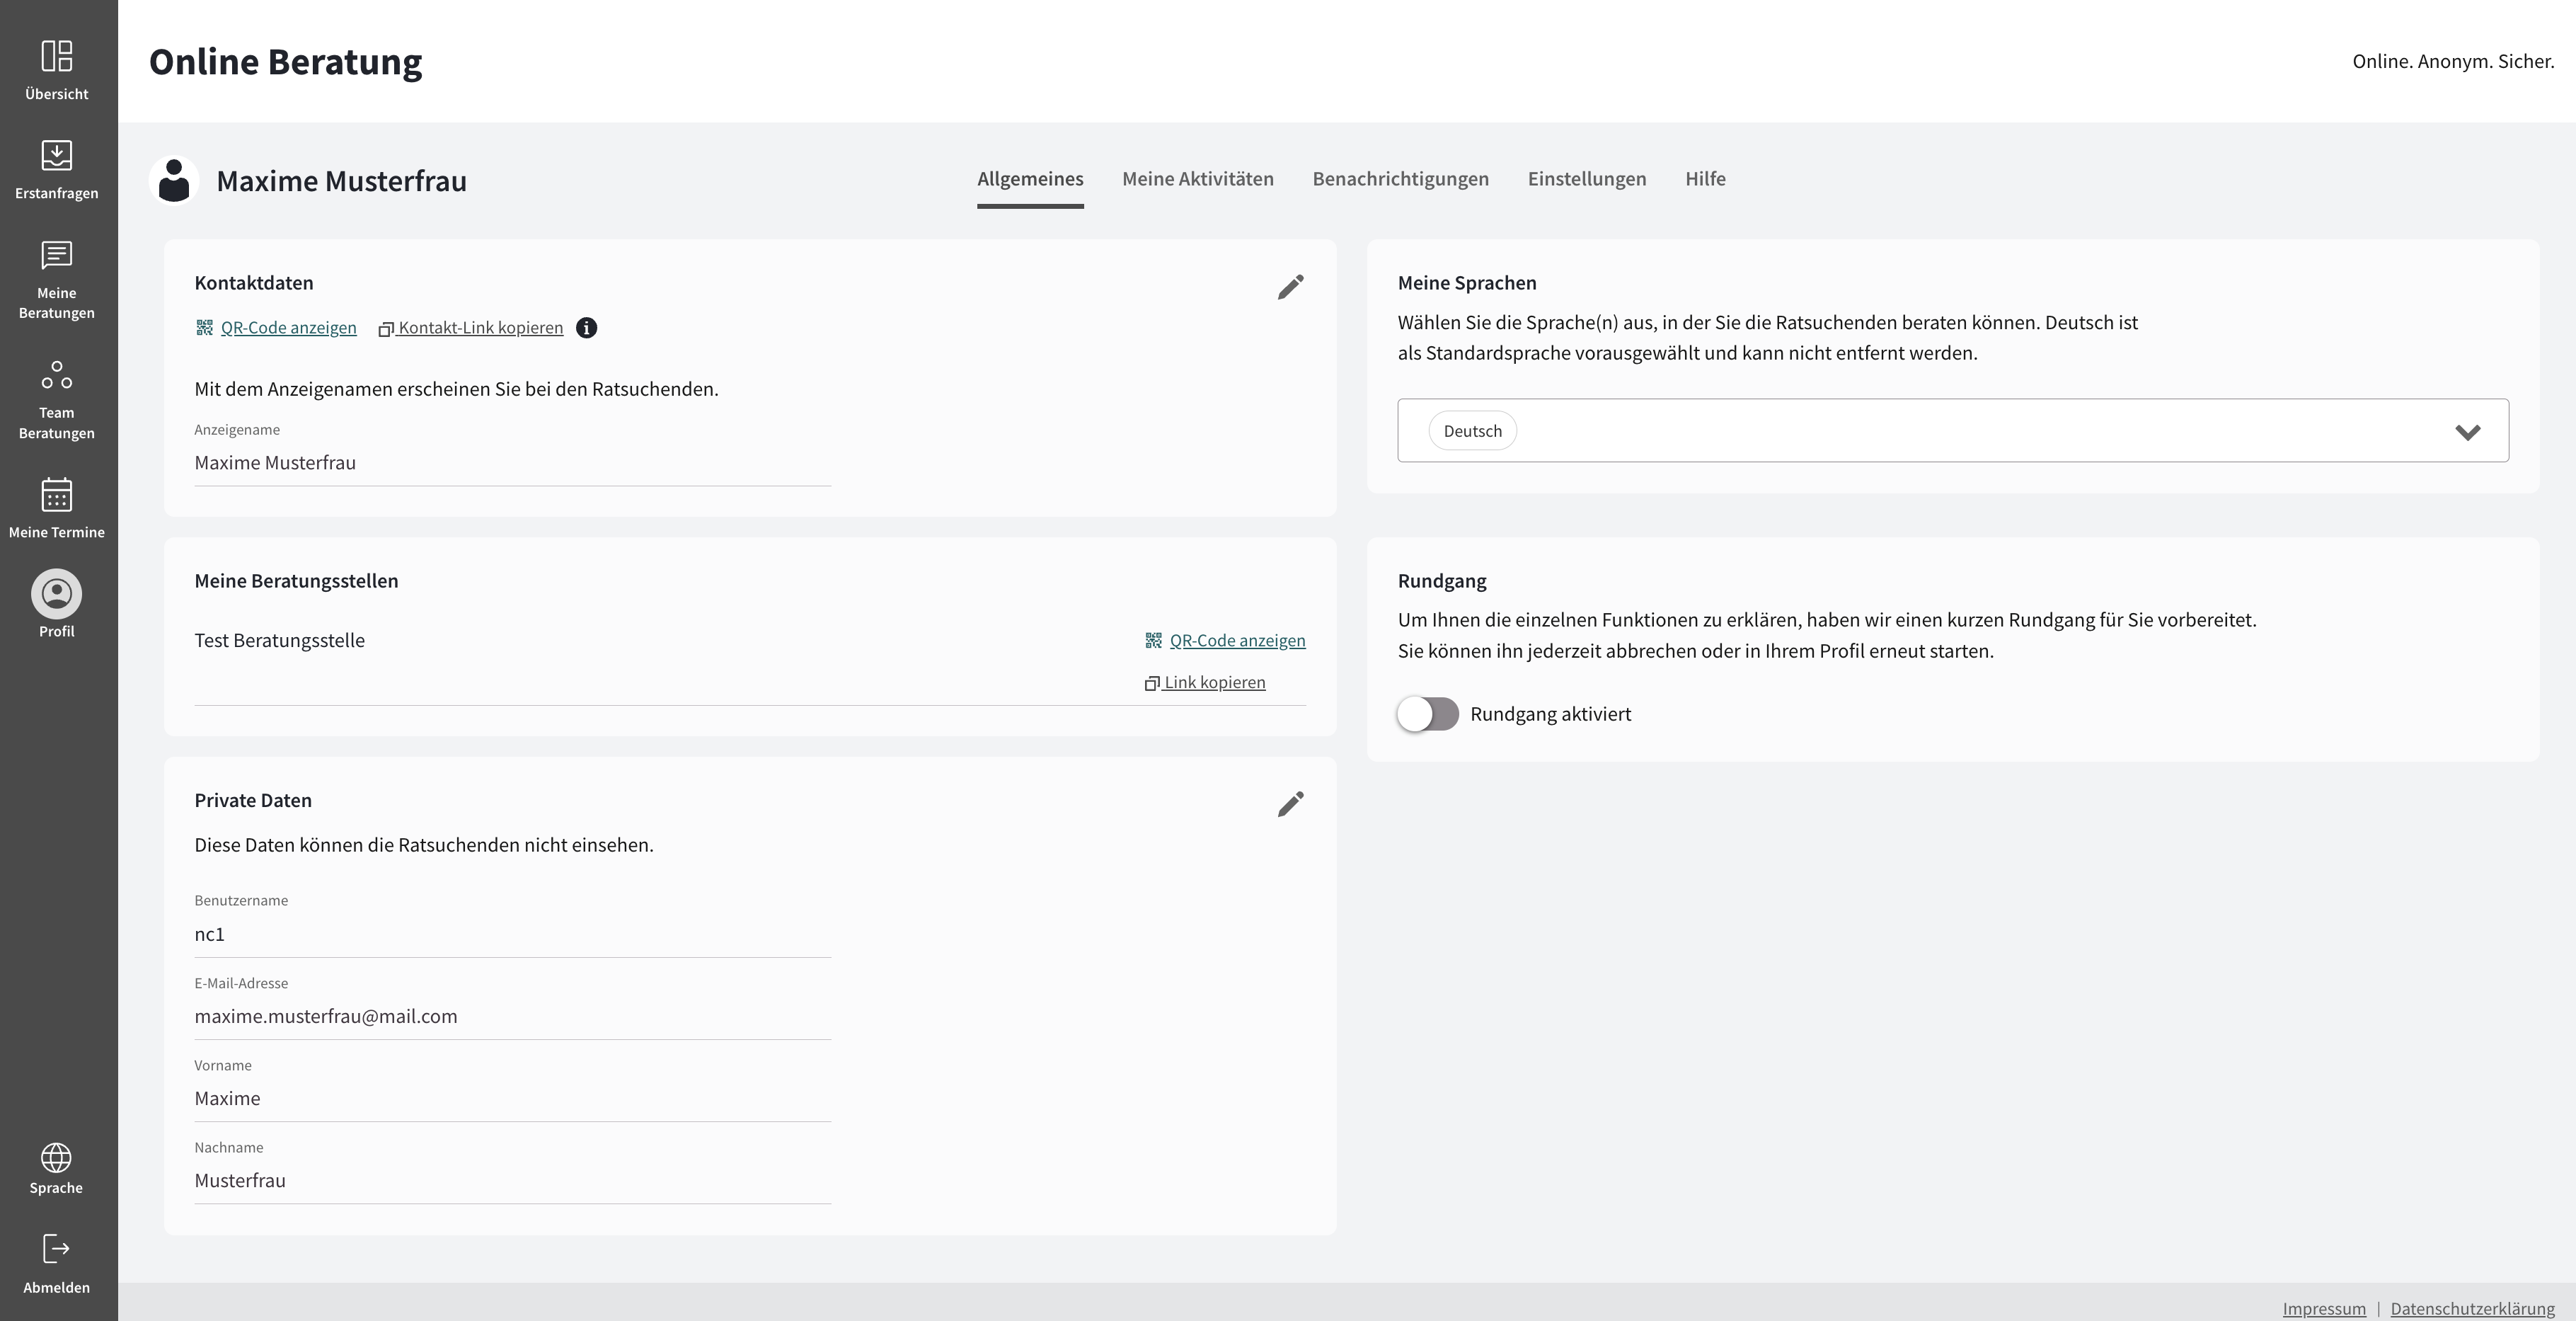 Übersicht
Erstanfragen
Meine
Beratungen
Team
Beratungen
Meine Termine
Profil
Sprache
Abmelden
Online Beratung
Online. Anonym. Sicher.
Maxime Musterfrau
Allgemeines
Meine Aktivitäten
Benachrichtigungen
Einstellungen
Hilfe
Kontaktdaten
QR-Code anzeigen
Kontakt-Link kopieren
Mit dem Anzeigenamen erscheinen Sie bei den Ratsuchenden.
Anzeigename
Maxime Musterfrau
Meine Beratungsstellen
Test Beratungsstelle
QR-Code anzeigen
Link kopieren
Private Daten
Diese Daten können die Ratsuchenden nicht einsehen.
Benutzername
nc1
E-Mail-Adresse
maxime.musterfrau@mail.com
Vorname
Maxime
Nachname
Musterfrau
Meine Sprachen
Wählen Sie die Sprache(n) aus, in der Sie die Ratsuchenden beraten können. Deutsch ist
als Standardsprache vorausgewählt und kann nicht entfernt werden.
Deutsch
Rundgang
Um Ihnen die einzelnen Funktionen zu erklären, haben wir einen kurzen Rundgang für Sie vorbereitet.
Sie können ihn jederzeit abbrechen oder in Ihrem Profil erneut starten.
Rundgang aktiviert
Impressum | Datenschutzerklärung